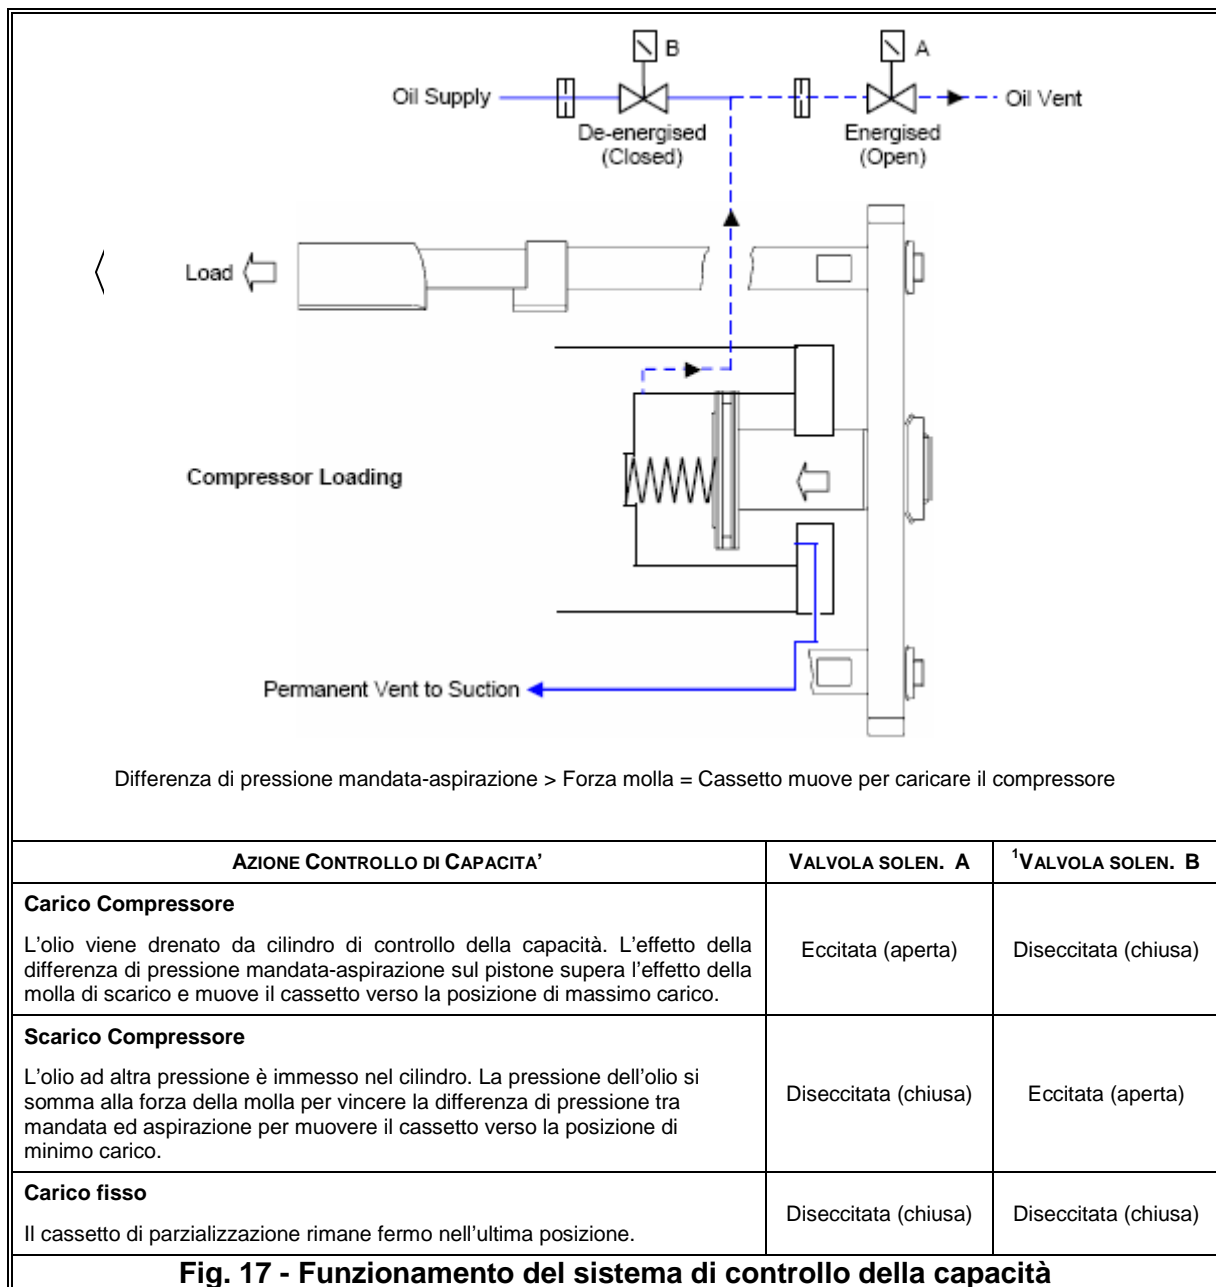 B
A
Oil Supply
Oil Vent
De-energised
(Closed)
Energised
(Open)
Load
Compressor Loading
Permanent Vent to Suction
Differenza di pressione mandata-aspirazione > Forza molla = Cassetto muove per caricare il compressore
AZIONE CONTROLLO DI CAPACITA' VALVOLA SOLEN. A ¹VALVOLA SOLEN. B
Carico Compressore
L'olio viene drenato da cilindro di controllo della capacità. L'effetto della
differenza di pressione mandata-aspirazione sul pistone supera l'effetto della
molla di scarico e muove il cassetto verso la posizione di massimo carico.
Eccitata (aperta) Diseccitata (chiusa)
Scarico Compressore
L'olio ad altra pressione è immesso nel cilindro. La pressione dell'olio si
somma alla forza della molla per vincere la differenza di pressione tra
mandata ed aspirazione per muovere il cassetto verso la posizione di
minimo carico.
Diseccitata (chiusa) Eccitata (aperta)
Carico fisso
Il cassetto di parzializzazione rimane fermo nell'ultima posizione.
Diseccitata (chiusa) Diseccitata (chiusa)
Fig. 17 - Funzionamento del sistema di controllo della capacità